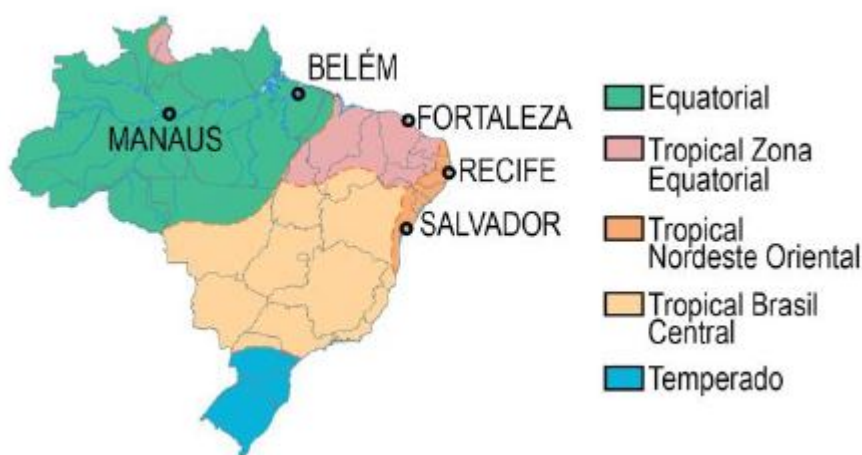 BELÉM
MANAUS
FORTALEZA
RECIFE
SALVADOR
Equatorial
Tropical Zona
Equatorial
Tropical
Nordeste Oriental
Tropical Brasil
Central
Temperado